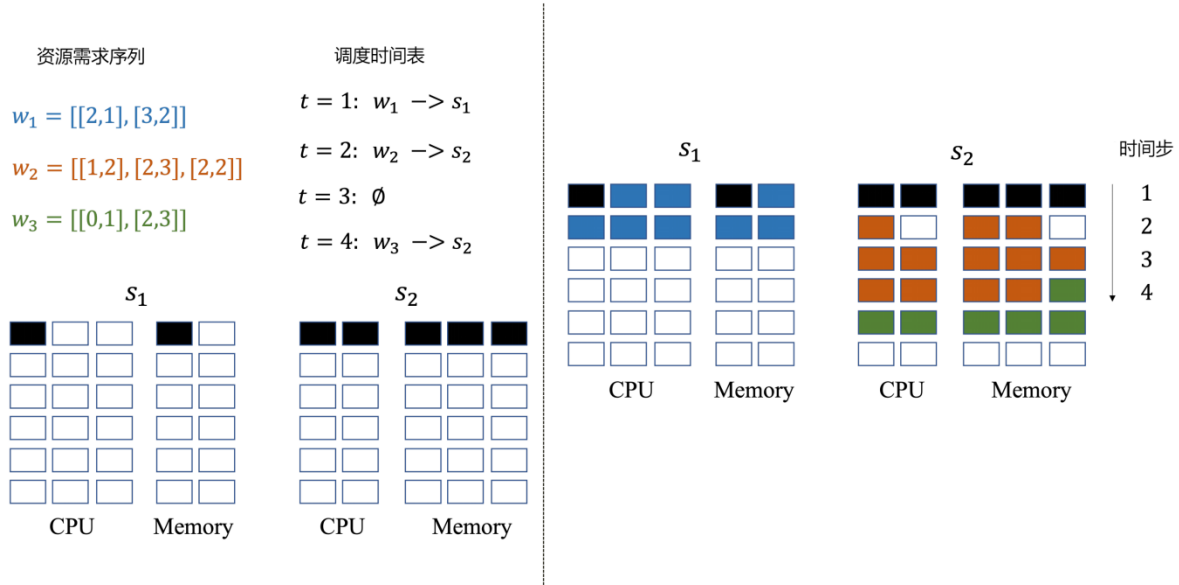 资源需求序列
w₁ = [[2,1], [3,2]]
w₂ = [[1,2], [2,3], [2,2]]
w₃ = [[0,1], [2,3]]
调度时间表
t = 1: w₁ −> s₁
t = 2: w₂ −> s₂
t = 3: ∅
t = 4: w₃ −> s₂
s₁
s₂
CPU
Memory
CPU
Memory
s₁
s₂
时间步
1
2
3
4
CPU
Memory
CPU
Memory